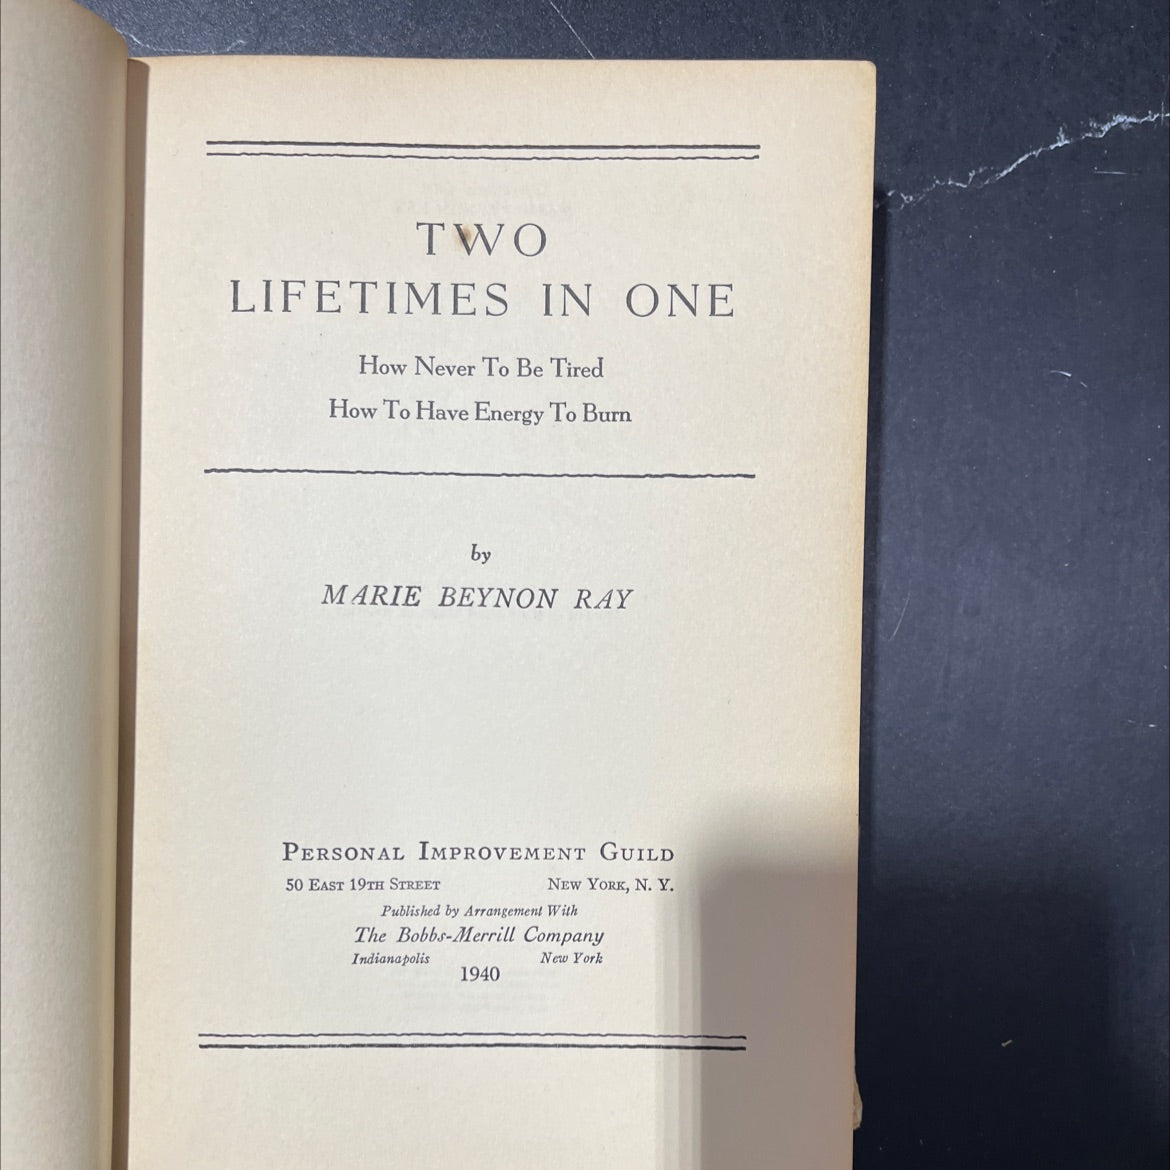 TWO
LIFETIMES IN ONE
How Never To Be Tired
How To Have Energy To Burn
by
MARIE BEYNON RAY
PERSONAL IMPROVEMENT GUILD
50 EAST 19TH STREET NEW YORK, N. Y.
Published by Arrangement With
The Bobbs-Merrill Company
Indianapolis New York
1940